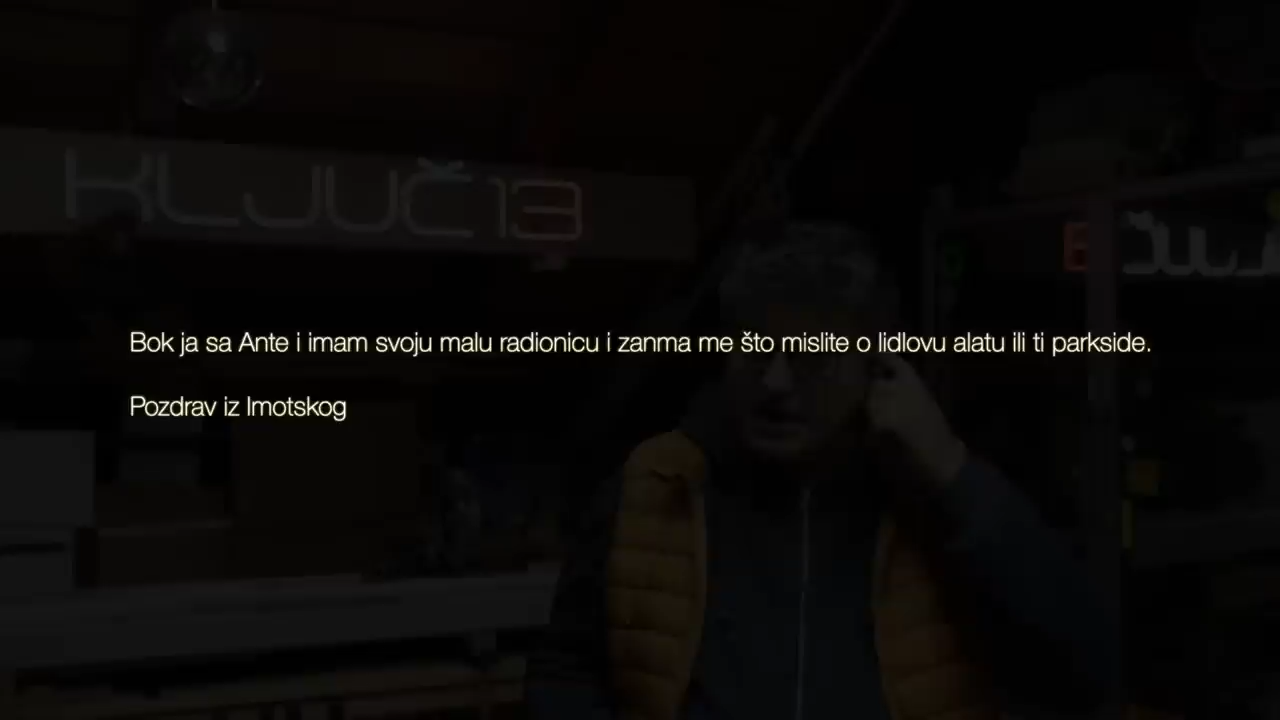 KLJUČ13
Bok ja sa Ante i imam svoju malu radionicu i zanma me što mislite o lidlovu alatu ili ti parkside.
Pozdrav iz Imotskog